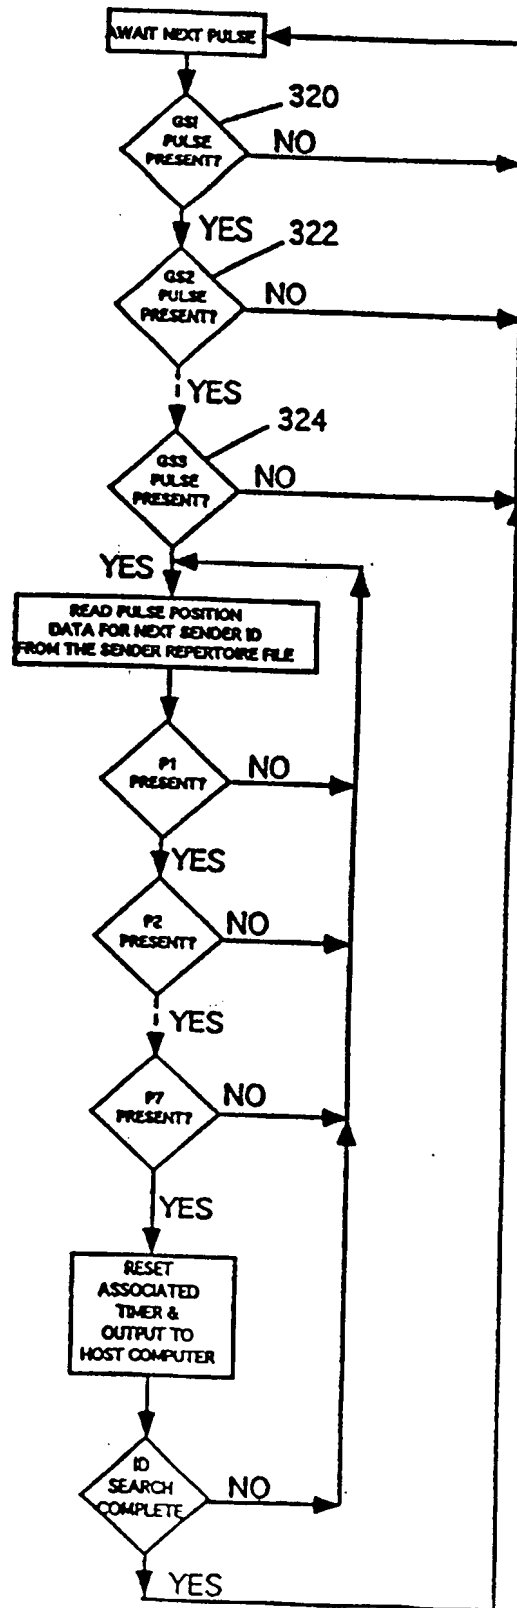 AWAIT NEXT PULSE
320
GS1
PULSE
PRESENT?
NO
YES
322
GS2
PULSE
PRESENT?
NO
YES
324
GS3
PULSE
PRESENT?
NO
YES
READ PULSE POSITION
DATA FOR NEXT SENDER ID
FROM THE SENDER REPERTOIRE FILE
P1
PRESENT?
NO
YES
P2
PRESENT?
NO
YES
P7
PRESENT?
NO
YES
RESET
ASSOCIATED
TIMER &
OUTPUT TO
HOST COMPUTER
ID
SEARCH
COMPLETE
NO
YES